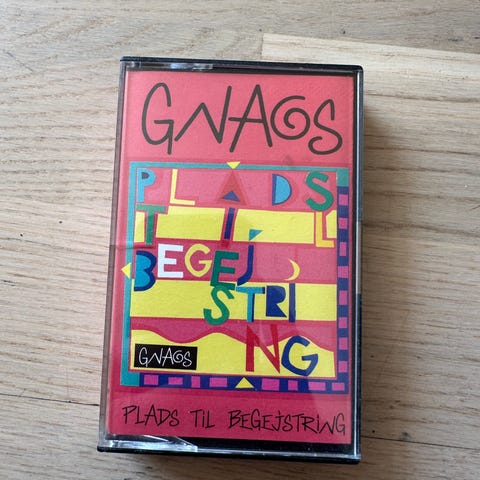 GNAGS
PLADS
TIL
BEGEJ
STRI
NG
GNAGS
PLADS TIL BEGEJSTRING